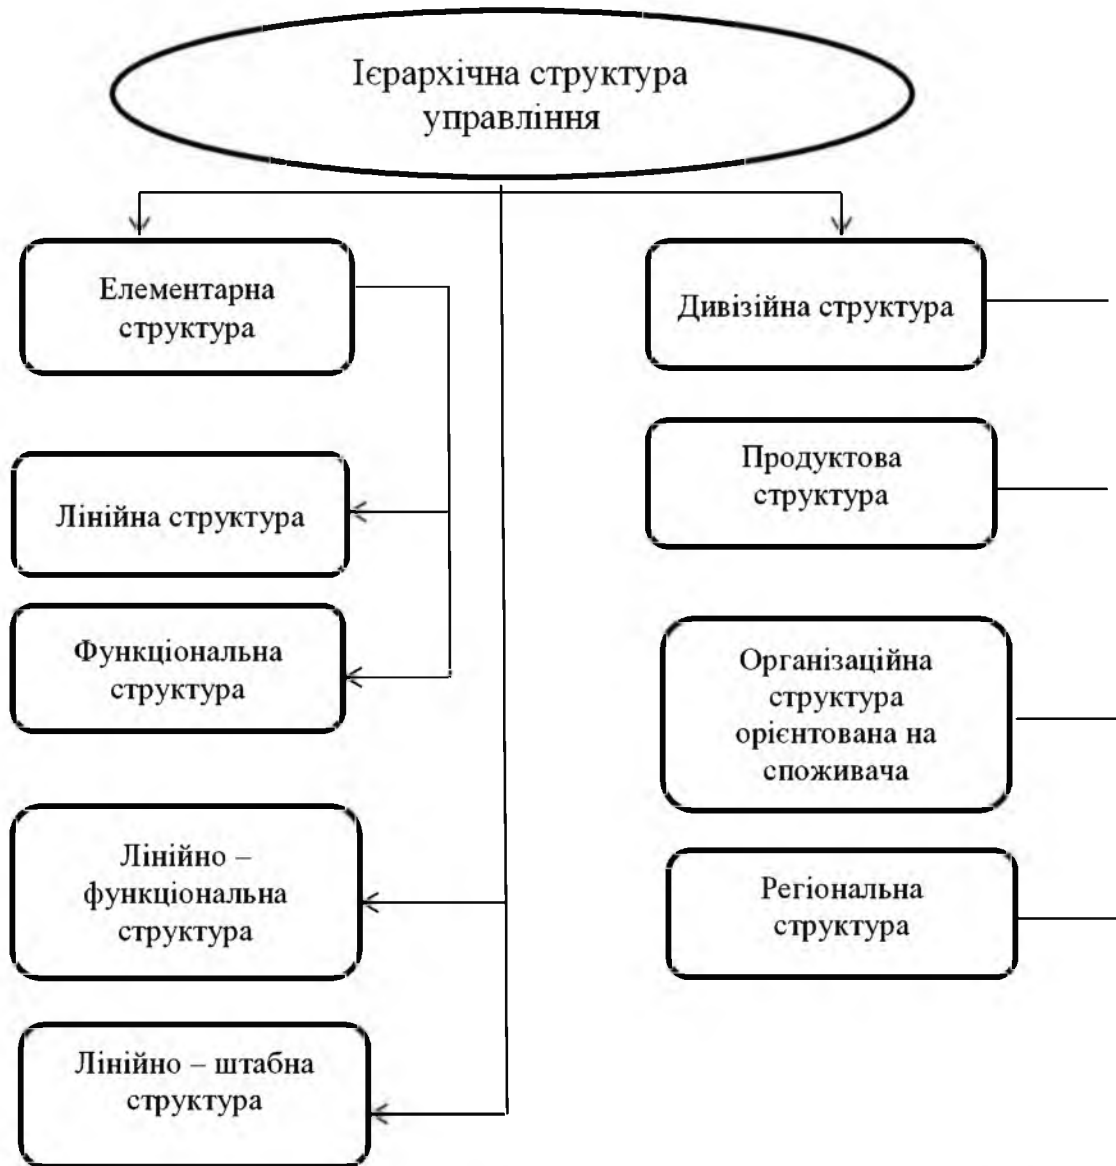 Ієрархічна структура
управління
Елементарна
структура
Лінійна структура
Функціональна
структура
Лінійно – 
функціональна
структура
Лінійно – штабна
структура
Дивізійна структура
Продуктова
структура
Організаційна
структура
орієнтована на
споживача
Регіональна
структура